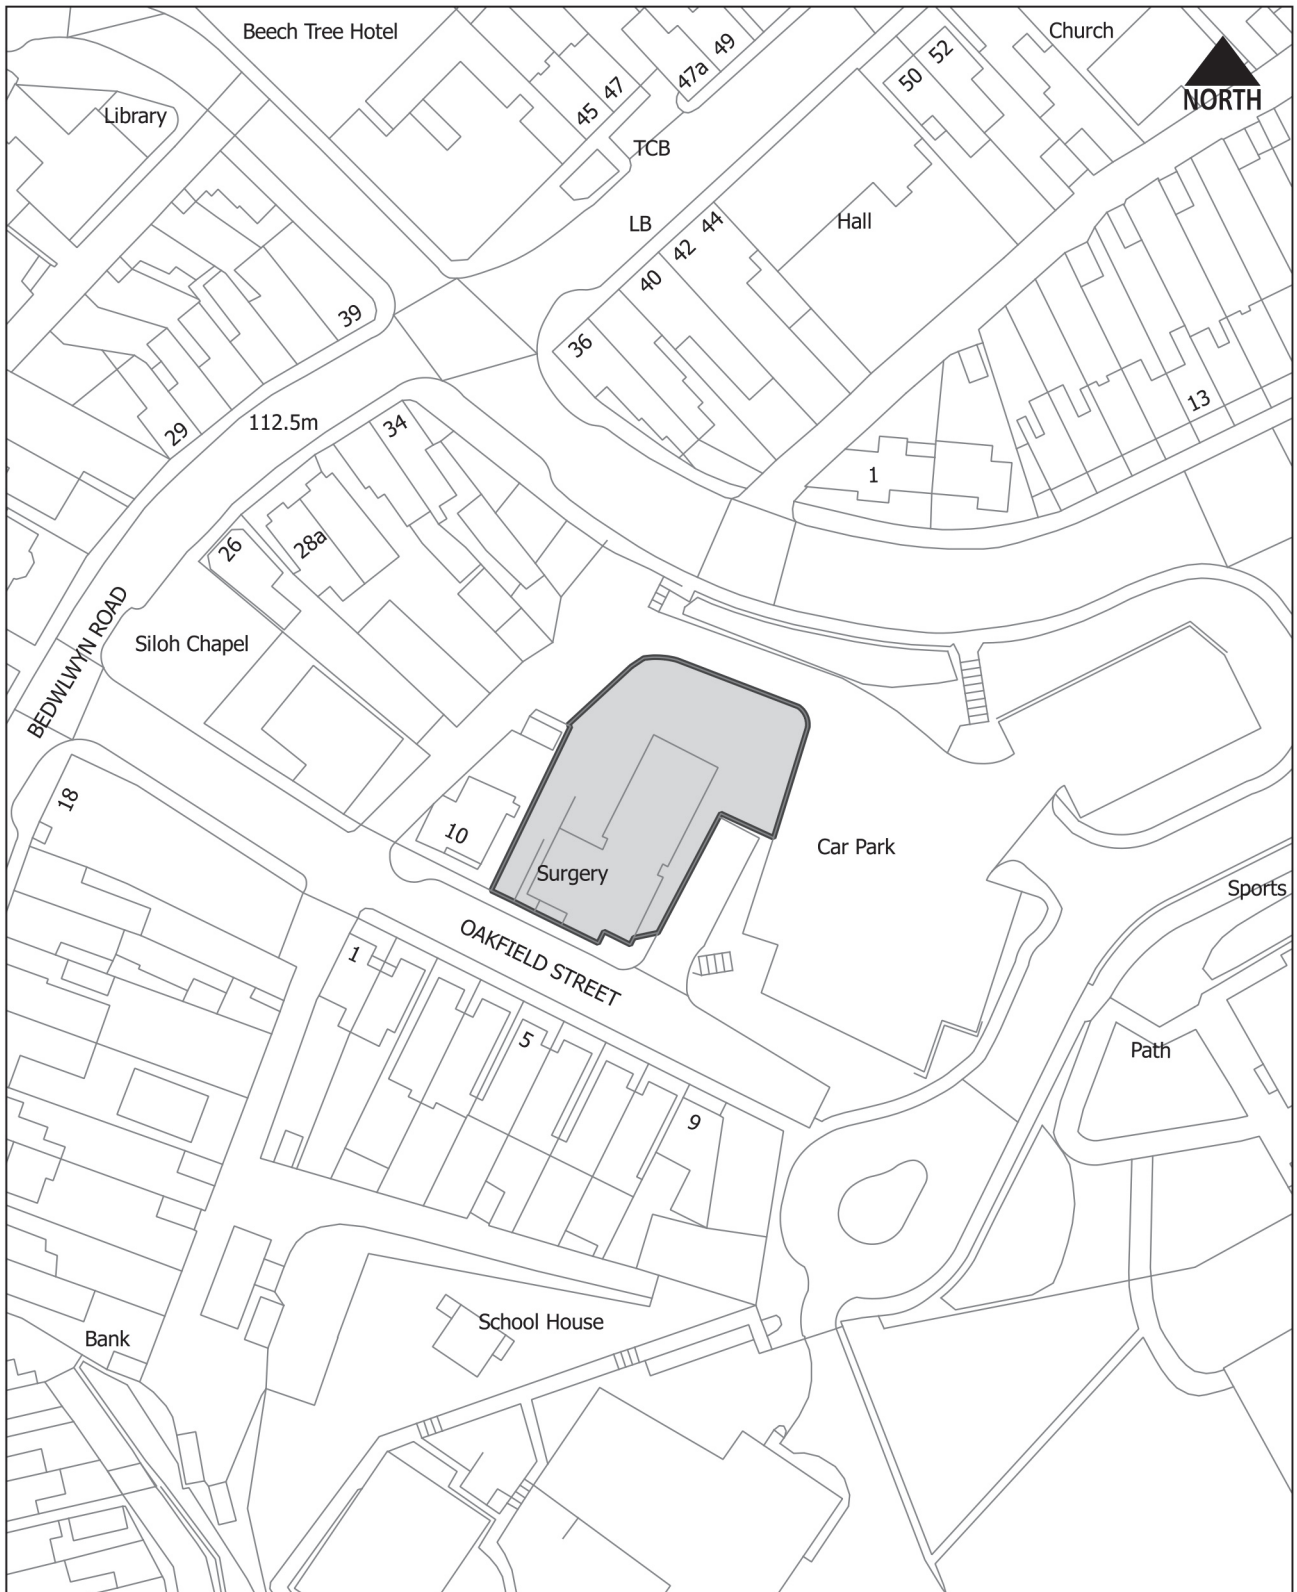 Beech Tree Hotel
Church
49
52
47a
50
47
45
NORTH
Library
TCB
LB
44
42
40
Hall
39
36
13
112.5m
34
29
1
28a
26
BEDWLWYN ROAD
Siloh Chapel
18
10
Car Park
Surgery
Sports
OAKFIELD STREET
1
5
Path
9
School House
Bank